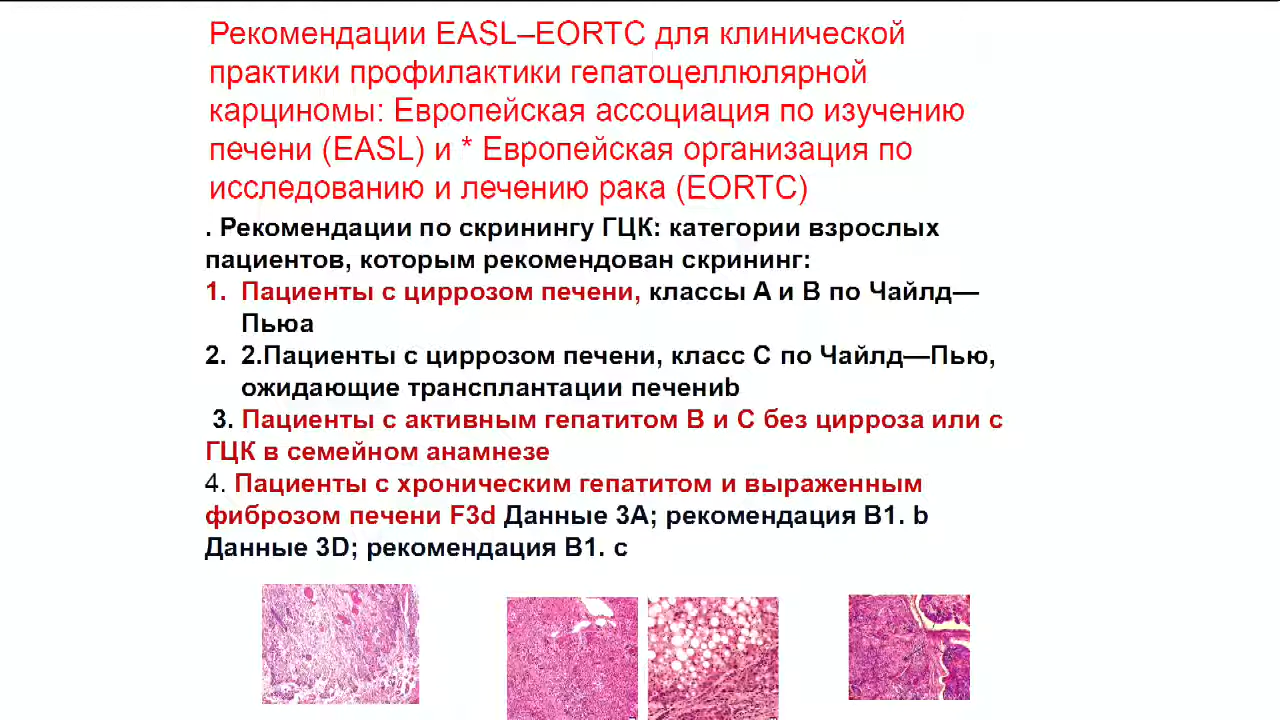 Рекомендации EASL–EORTC для клинической
практики профилактики гепатоцеллюлярной
карциномы: Европейская ассоциация по изучению
печени (EASL) и * Европейская организация по
исследованию и лечению рака (EORTC)
. Рекомендации по скринингу ГЦК: категории взрослых
пациентов, которым рекомендован скрининг:
1. Пациенты с циррозом печени, классы А и В по Чайлд—
Пьюа
2. 2.Пациенты с циррозом печени, класс С по Чайлд—Пью,
ожидающие трансплантации печениb
3. Пациенты с активным гепатитом В и С без цирроза или с
ГЦК в семейном анамнезе
4. Пациенты с хроническим гепатитом и выраженным
фиброзом печени F3d Данные 3А; рекомендация В1. b
Данные 3D; рекомендация В1. с